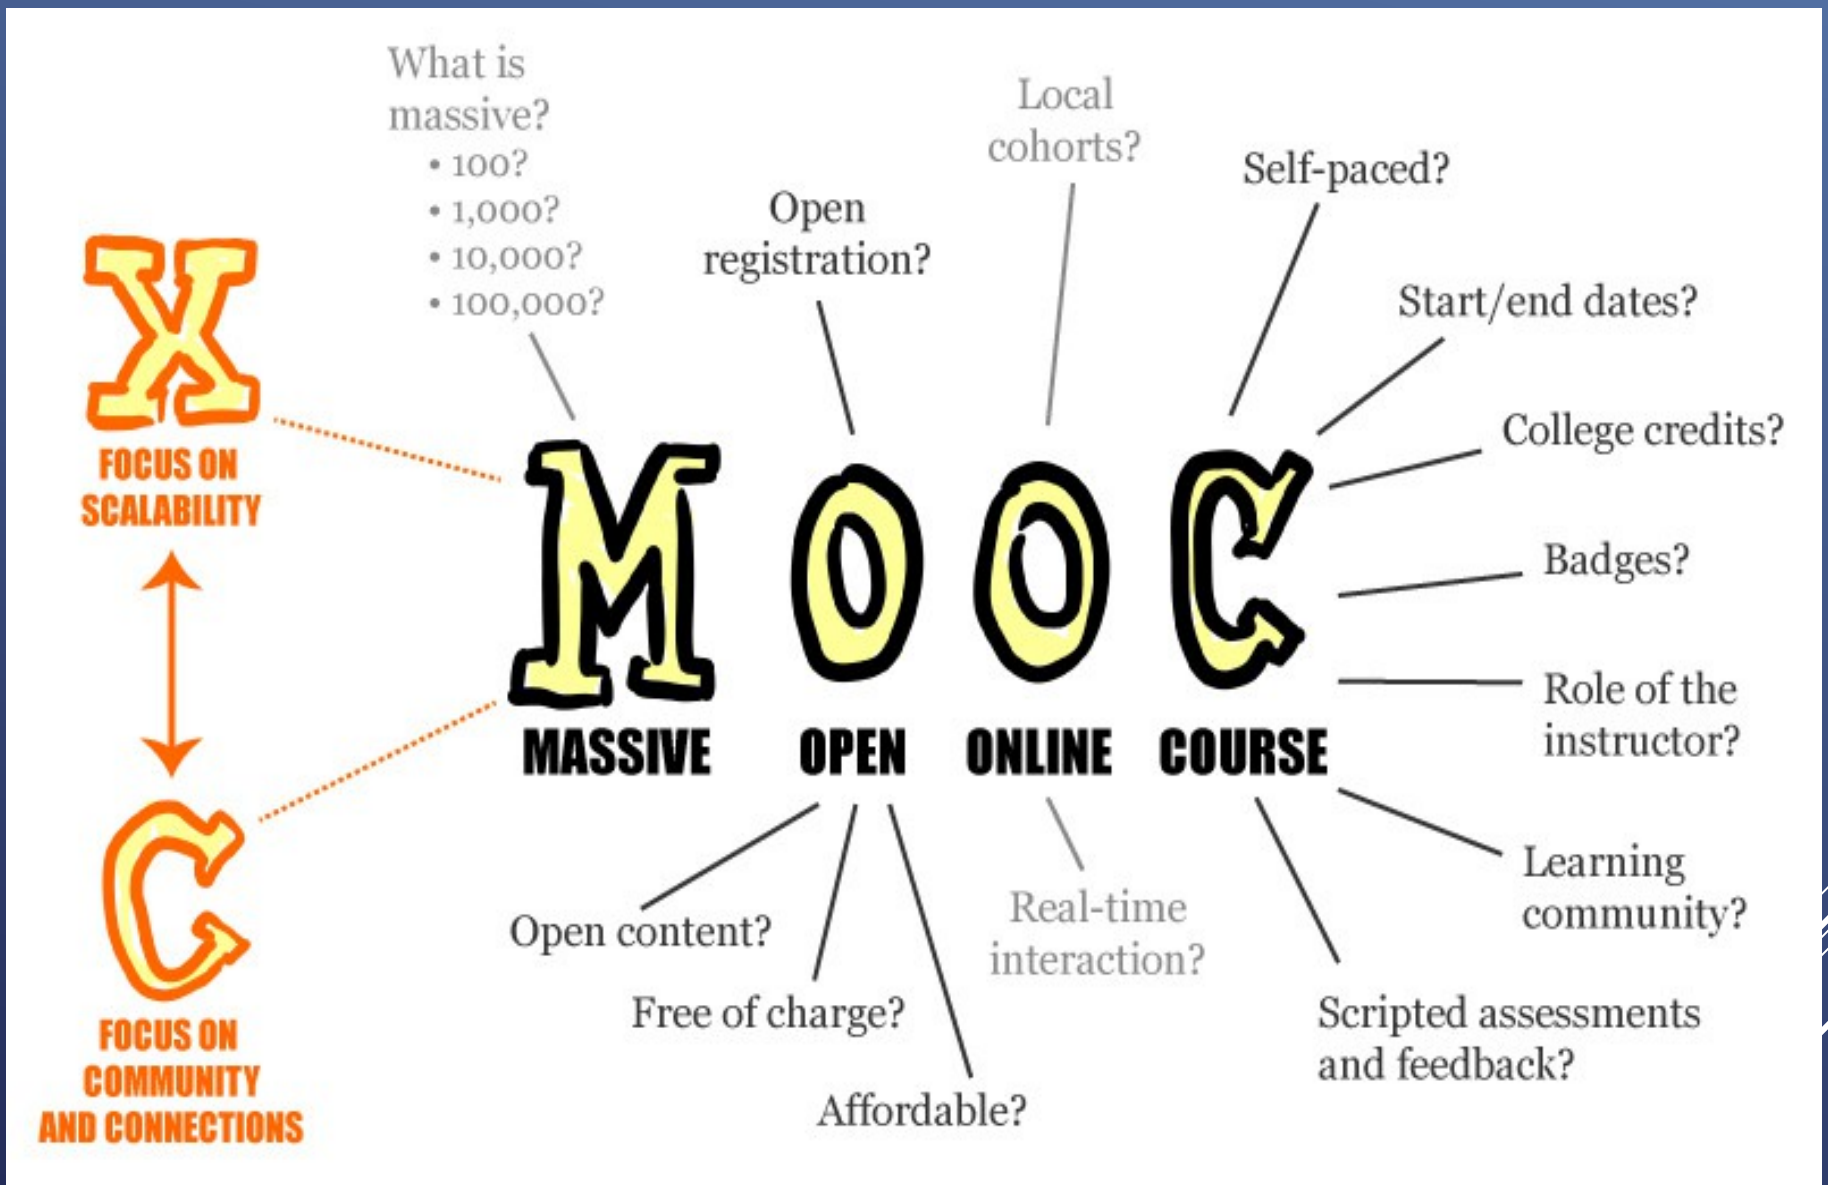 What is
massive?
• 100?
• 1,000?
• 10,000?
• 100,000?
Open
registration?
Local
cohorts?
Self-paced?
Start/end dates?
College credits?
Badges?
Role of the
instructor?
Learning
community?
Scripted assessments
and feedback?
X
FOCUS ON
SCALABILITY
C
FOCUS ON
COMMUNITY
AND CONNECTIONS
MOOC
MASSIVE OPEN ONLINE COURSE
Open content?
Free of charge?
Affordable?
Real-time
interaction?